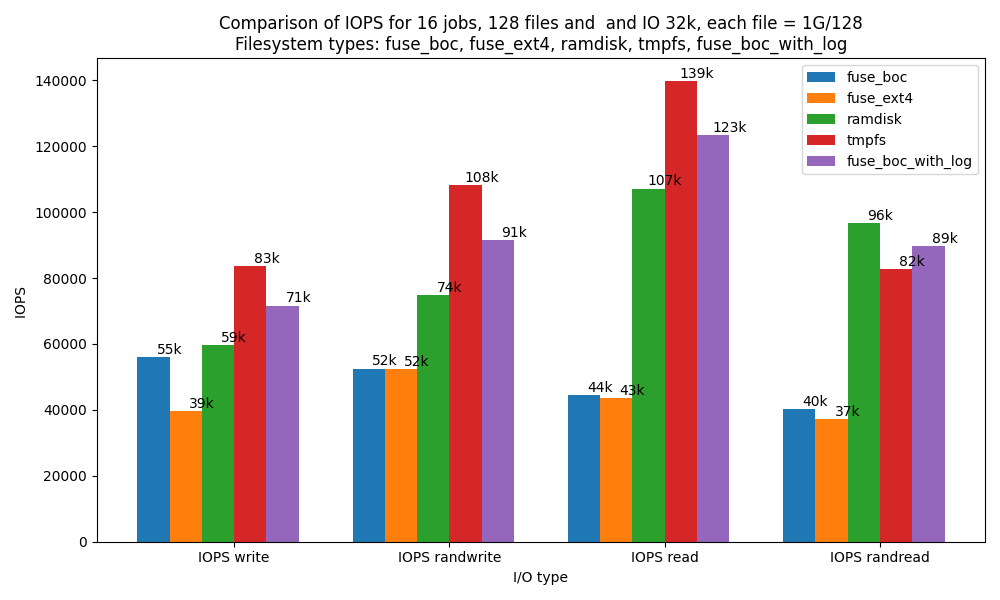 Comparison of IOPS for 16 jobs, 128 files and  and IO 32k, each file = 1G/128
Filesystem types: fuse_boc, fuse_ext4, ramdisk, tmpfs, fuse_boc_with_log
IOPS
140000
120000
100000
80000
60000
40000
20000
0
fuse_boc
fuse_ext4
ramdisk
tmpfs
fuse_boc_with_log
55k
39k
59k
83k
71k
52k
52k
74k
108k
91k
44k
43k
107k
139k
123k
40k
37k
96k
82k
89k
IOPS write
IOPS randwrite
IOPS read
IOPS randread
I/O type